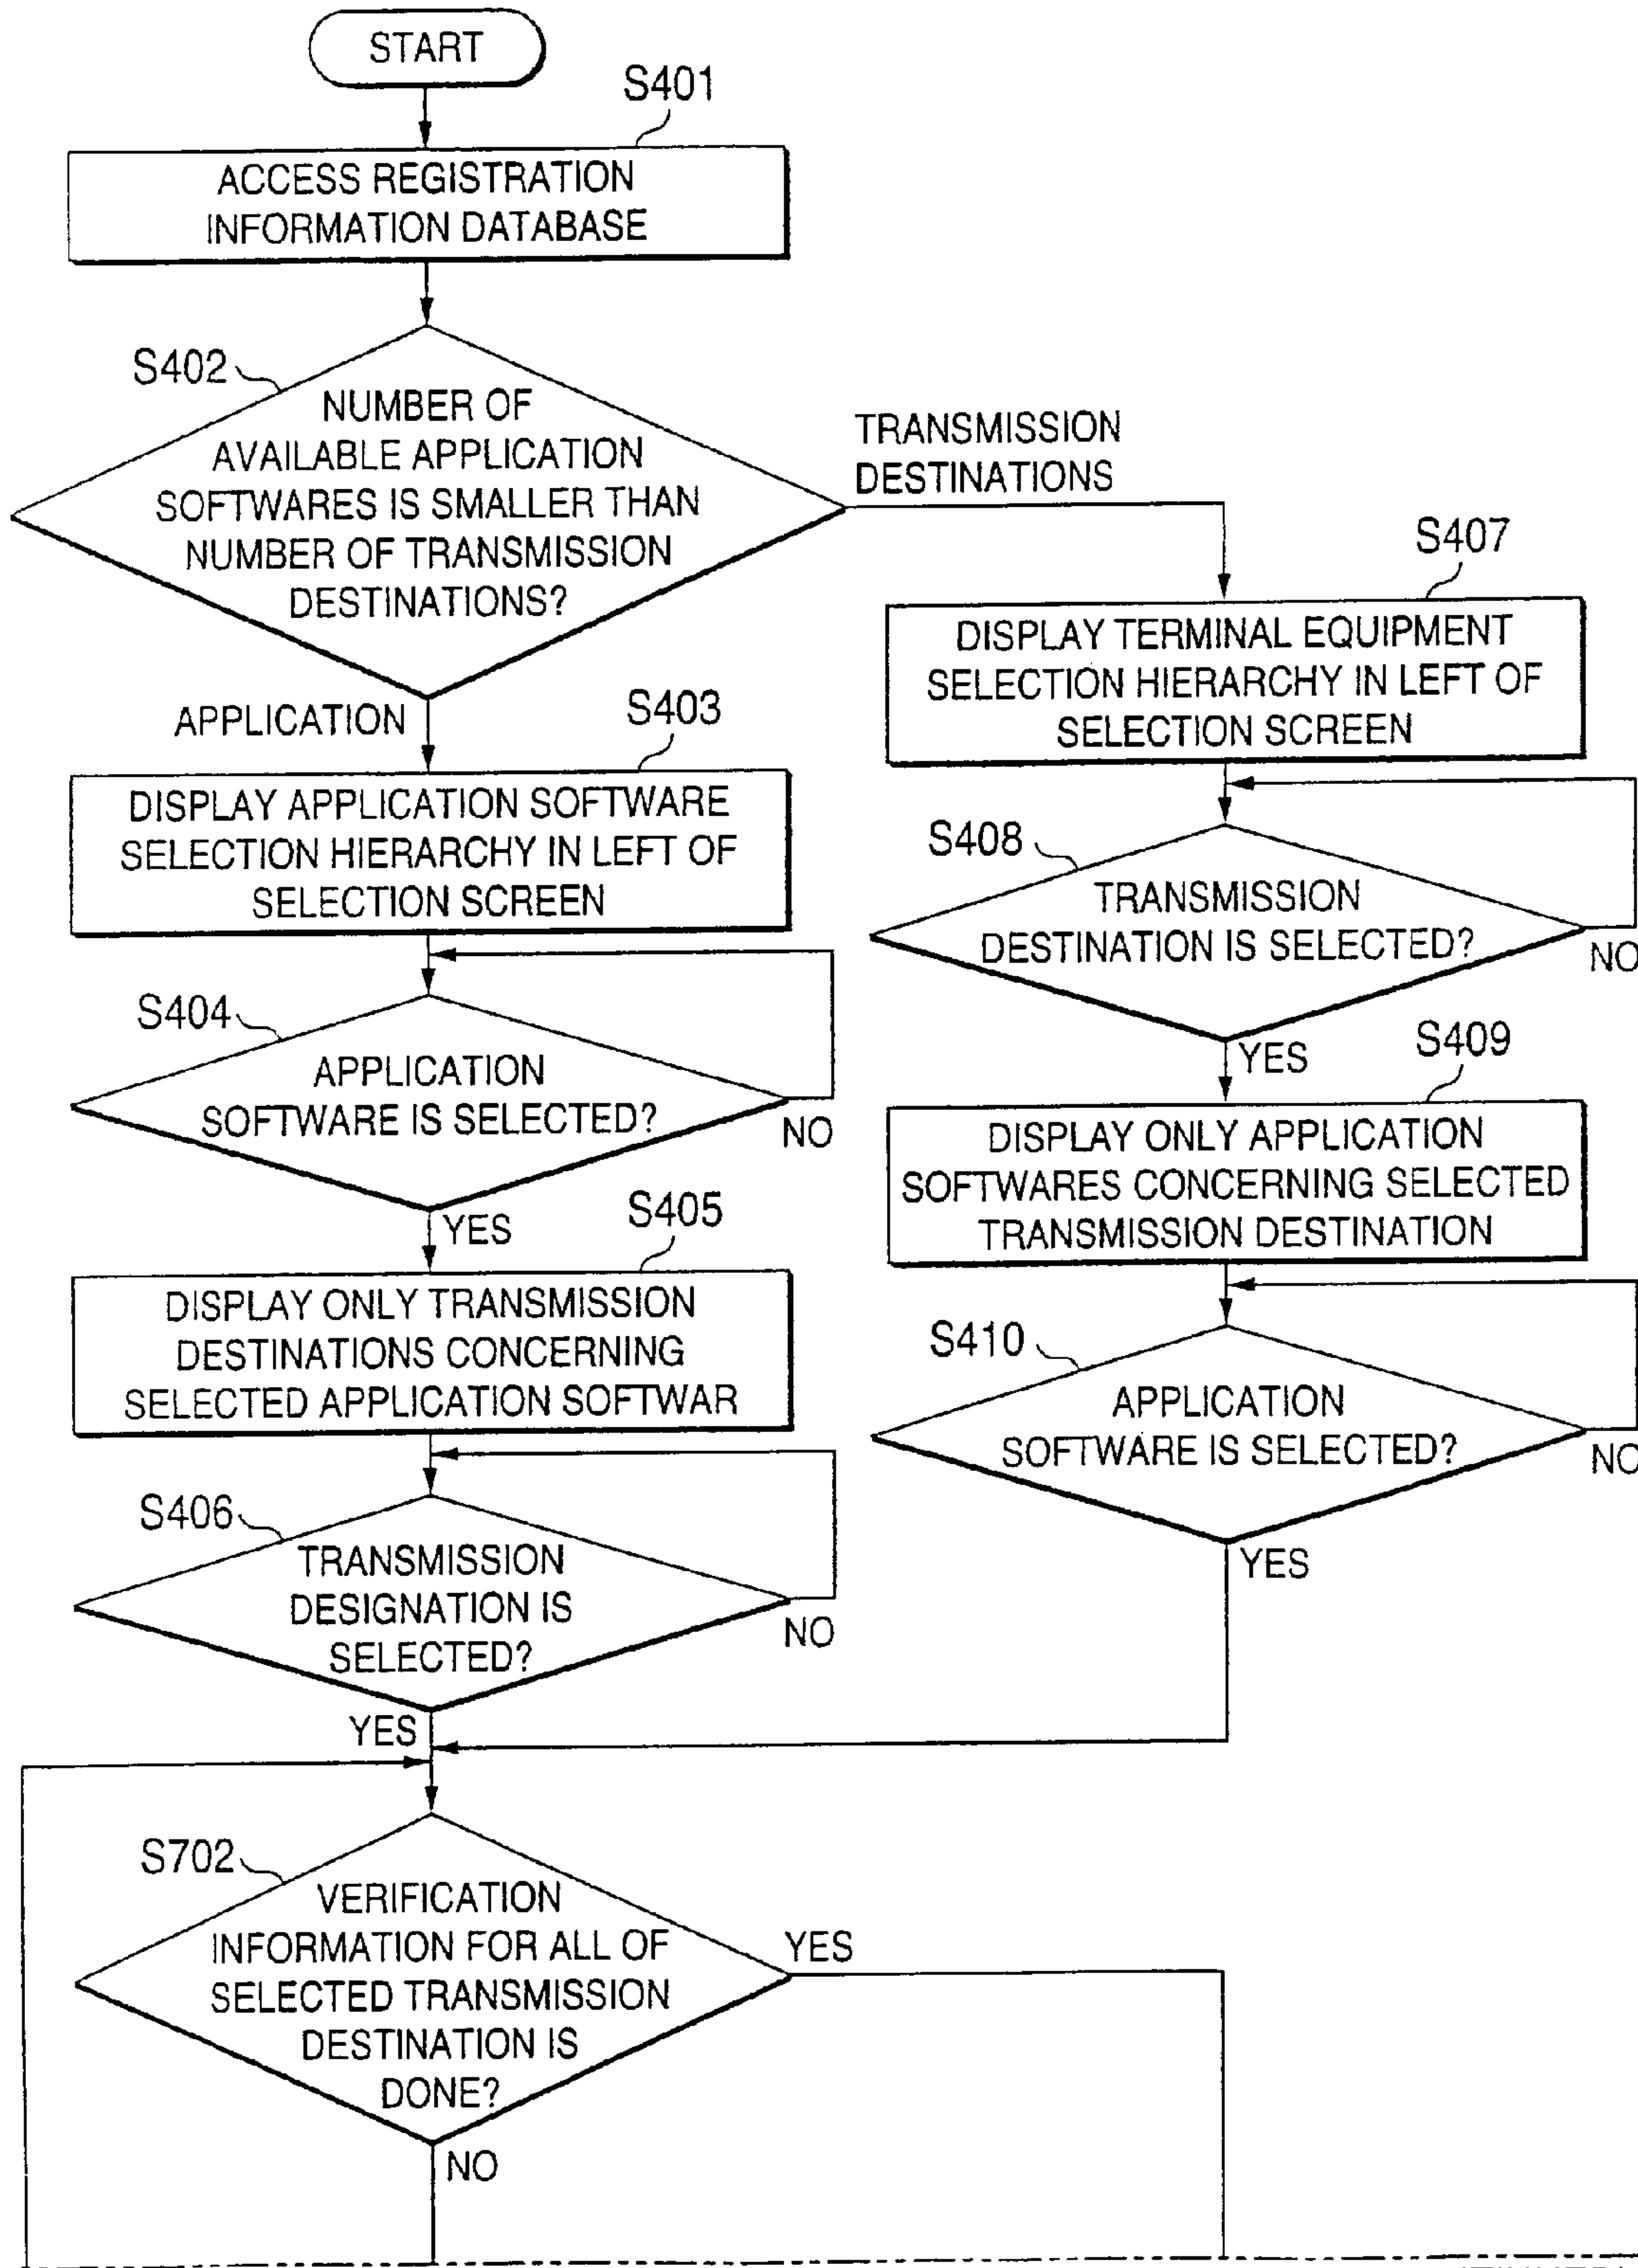 START
S401
ACCESS REGISTRATION
INFORMATION DATABASE
S402
NUMBER OF
AVAILABLE APPLICATION
SOFTWARES IS SMALLER THAN
NUMBER OF TRANSMISSION
DESTINATIONS?
TRANSMISSION
DESTINATIONS
APPLICATION
S403
DISPLAY APPLICATION SOFTWARE
SELECTION HIERARCHY IN LEFT OF
SELECTION SCREEN
S404
APPLICATION
SOFTWARE IS SELECTED?
NO
YES
S405
DISPLAY ONLY TRANSMISSION
DESTINATIONS CONCERNING
SELECTED APPLICATION SOFTWAR
S406
TRANSMISSION
DESIGNATION IS
SELECTED?
NO
YES
S407
DISPLAY TERMINAL EQUIPMENT
SELECTION HIERARCHY IN LEFT OF
SELECTION SCREEN
S408
TRANSMISSION
DESTINATION IS SELECTED?
NO
YES
S409
DISPLAY ONLY APPLICATION
SOFTWARES CONCERNING SELECTED
TRANSMISSION DESTINATION
S410
APPLICATION
SOFTWARE IS SELECTED?
NO
YES
S702
VERIFICATION
INFORMATION FOR ALL OF
SELECTED TRANSMISSION
DESTINATION IS
DONE?
YES
NO